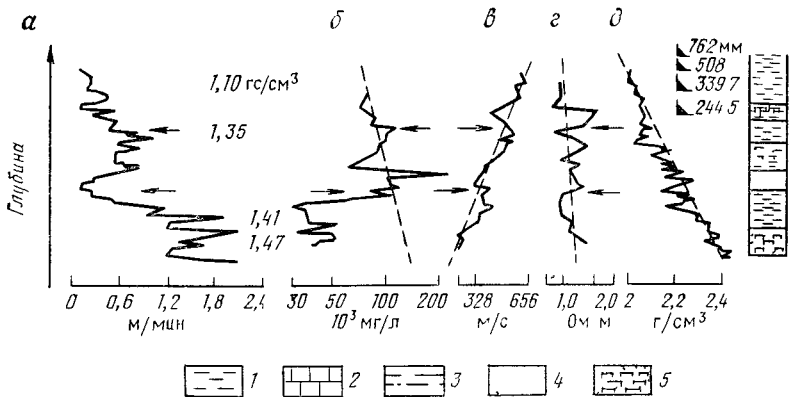 а б в г д
762 мм
508
339 7
244 5
1,10 гс/см³
1,35
1,41
1,47
Глубина
0 0,6 1,2 1,8 2,4
м/мин
30 50 100 200
10³ мг/л
328 656
м/с
1,0 2,0
Ом м
2 2,2 2,4
г/см³
1 2 3 4 5